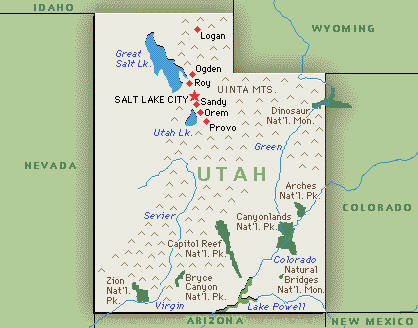 IDAHO
WYOMING
Logan
Great
Salt Lk.
Ogden
Roy
UINTA MTS.
SALT LAKE CITY
Sandy
Orem
Provo
Utah Lk.
Dinosaur
Nat'l. Mon.
Green
NEVADA
UTAH
Arches
Nat'l. Pk.
COLORADO
Sevier
Canyonlands
Nat'l. Pk.
Capitol Reef
Nat'l. Pk.
Colorado
Zion
Nat'l.
Pk.
Bryce
Canyon
Nat'l. Pk.
Natural
Bridges
Nat'l. Mon.
Virgin
Lake Powell
ARIZONA
NEW MEXICO